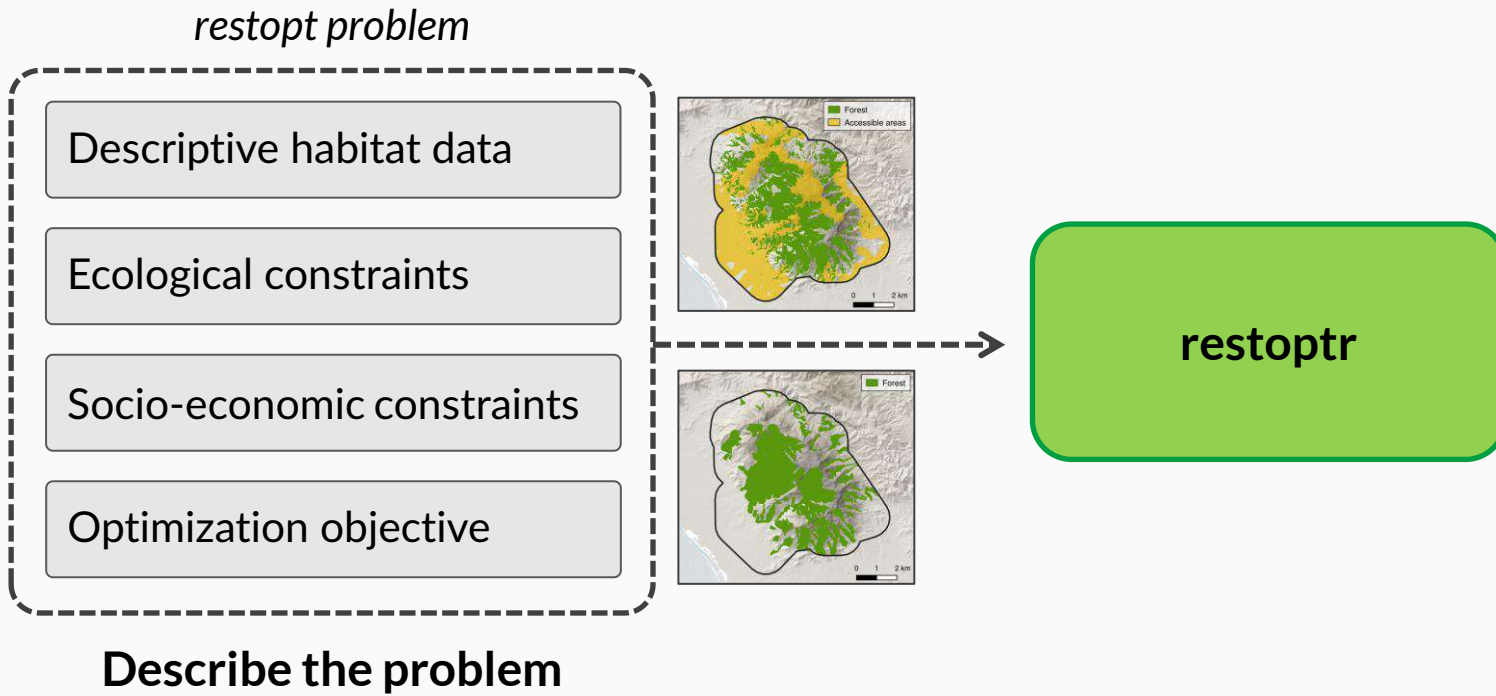 restopt problem
Descriptive habitat data
Ecological constraints
Socio-economic constraints
Optimization objective
Describe the problem
Forest
Accessible areas
0 1 2 km
Forest
0 1 2 km
restoptr